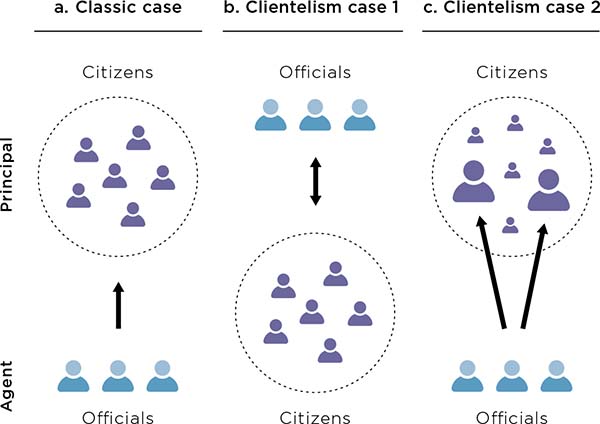 a. Classic case
b. Clientelism case 1
c. Clientelism case 2
Citizens
Officials
Citizens
Principal
Agent
Officials
Citizens
Officials